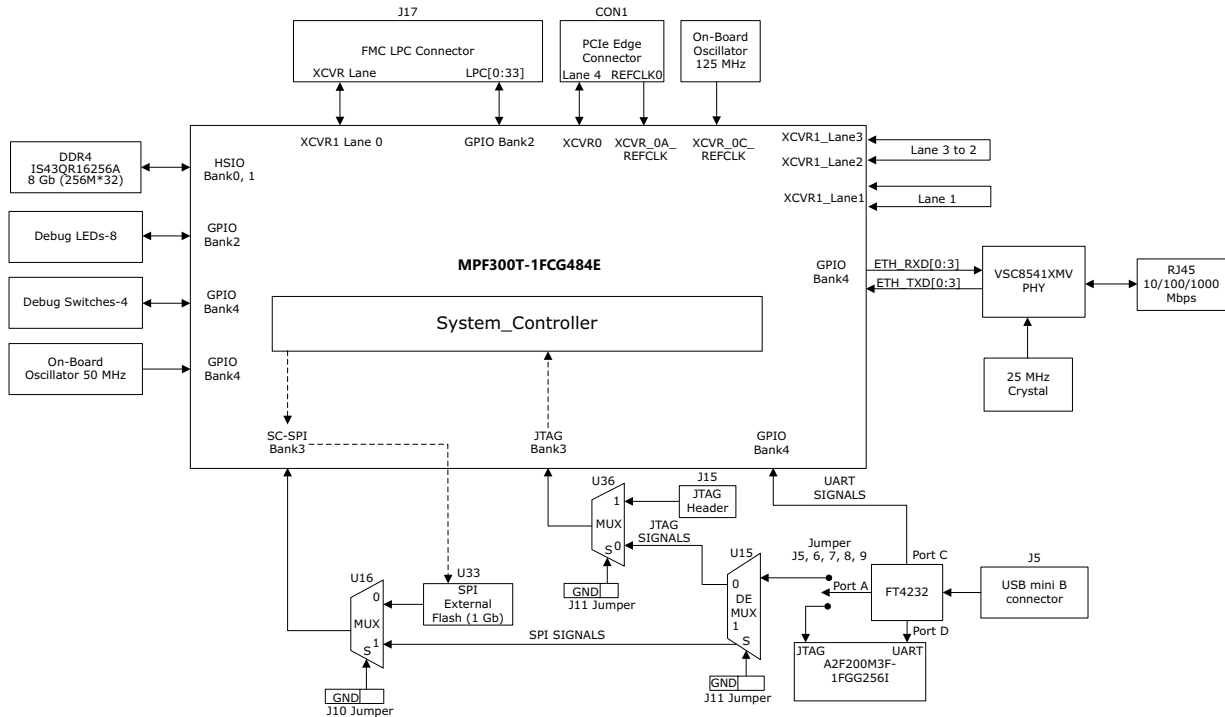 J17
CON1
FMC LPC Connector
XCVR Lane
LPC[0:33]
PCIe Edge
Connector
Lane 4
REFCLK0
On-Board
Oscillator
125 MHz
XCVR1 Lane 0
GPIO Bank2
XCVR0
XCVR_0A_
REFCLK
XCVR_0C_
REFCLK
XCVR1_Lane3
XCVR1_Lane2
Lane 3 to 2
XCVR1_Lane1
Lane 1
DDR4
IS43QR16256A
8 Gb (256M*32)
HSIO
Bank0, 1
Debug LEDs-8
GPIO
Bank2
Debug Switches-4
GPIO
Bank4
On-Board
Oscillator 50 MHz
GPIO
Bank4
MPF300T-1FCG484E
System_Controller
GPIO
Bank4
ETH_RXD[0:3]
ETH_TXD[0:3]
VSC8541XMV
PHY
RJ45
10/100/1000
Mbps
25 MHz
Crystal
SC-SPI
Bank3
JTAG
Bank3
GPIO
Bank4
U36
1
MUX
S
0
J15
JTAG
Header
UART
SIGNALS
JTAG
SIGNALS
GND
J11 Jumper
U15
0
DE
MUX
1
S
Jumper
J5, 6, 7, 8, 9
Port C
Port A
FT4232
Port D
J5
USB mini B
connector
U16
0
MUX
1
S
U33
SPI
External
Flash (1 Gb)
SPI SIGNALS
GND
J10 Jumper
GND
J11 Jumper
JTAG
UART
A2F200M3F-
1FGG256I